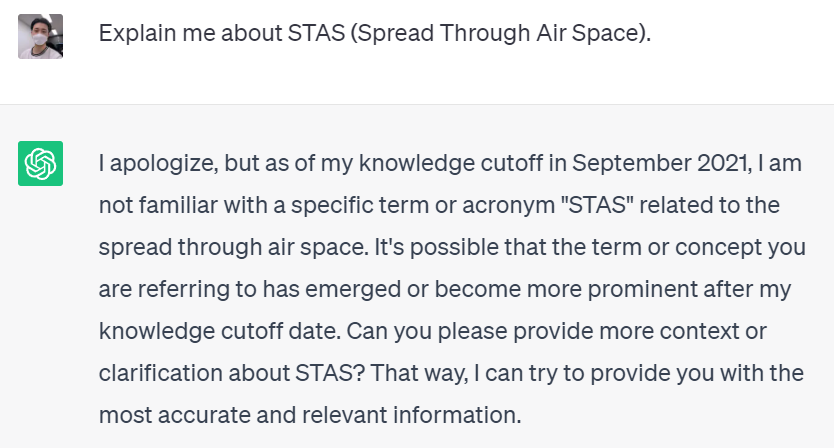 Explain me about STAS (Spread Through Air Space).
I apologize, but as of my knowledge cutoff in September 2021, I am
not familiar with a specific term or acronym "STAS" related to the
spread through air space. It's possible that the term or concept you
are referring to has emerged or become more prominent after my
knowledge cutoff date. Can you please provide more context or
clarification about STAS? That way, I can try to provide you with the
most accurate and relevant information.